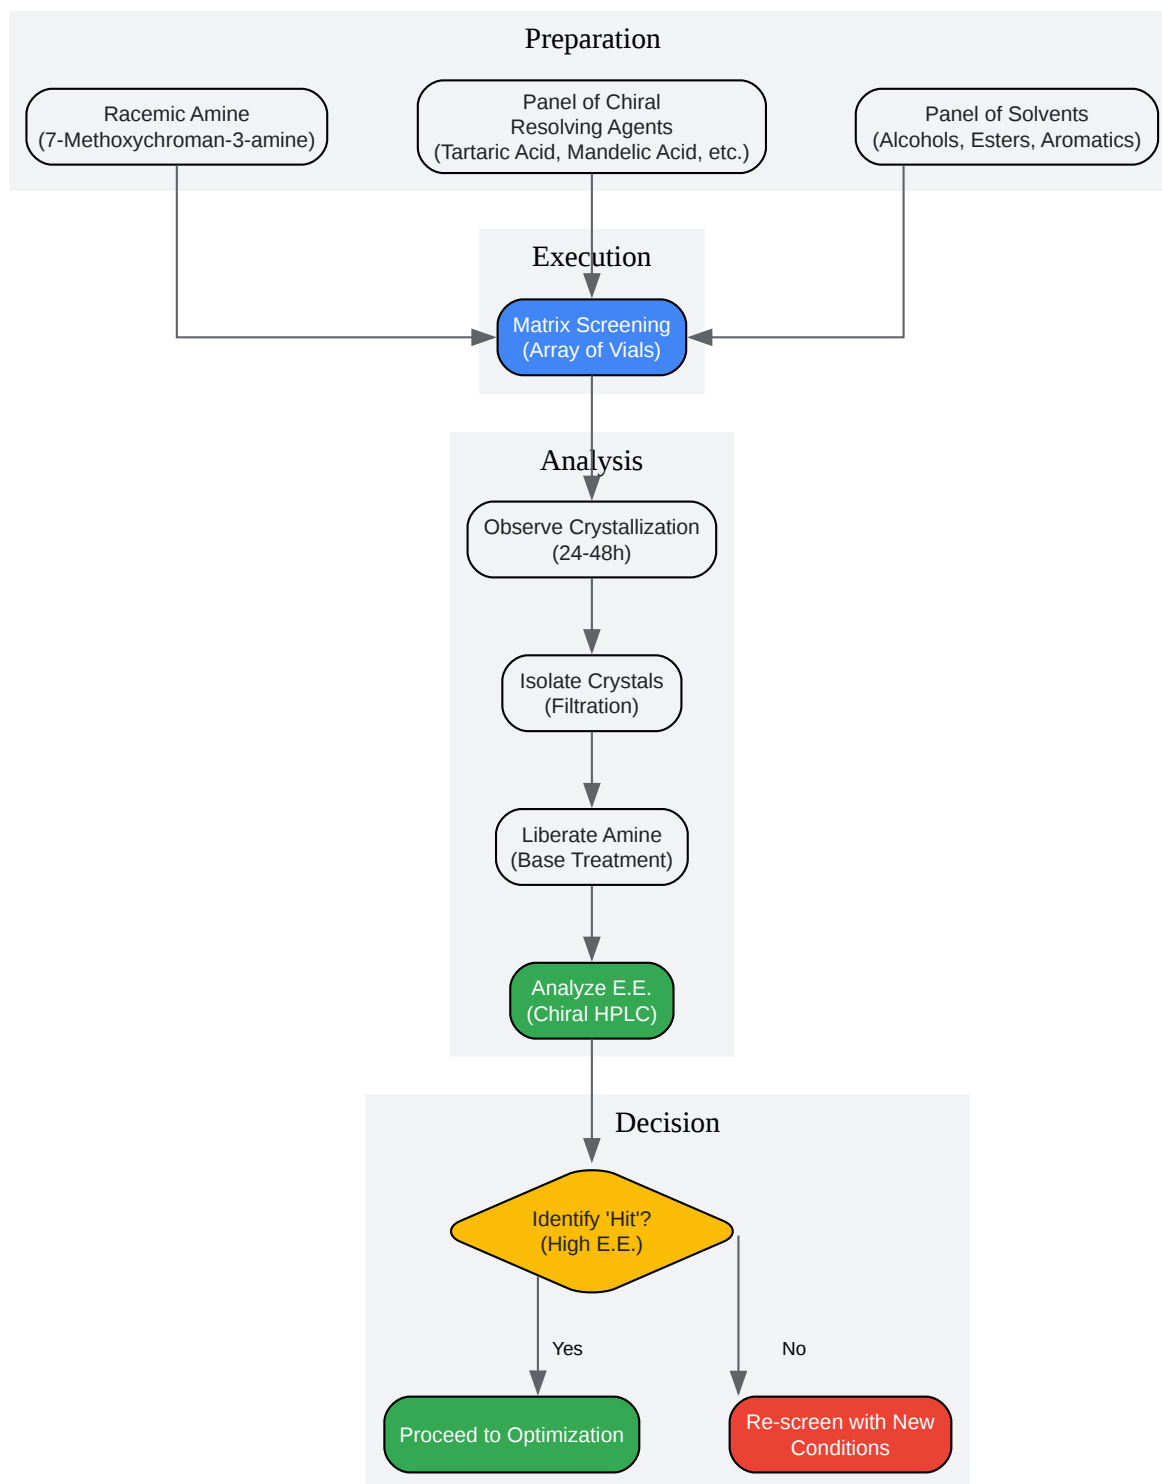 Preparation
Racemic Amine
(7-Methoxychroman-3-amine)
Panel of Chiral
Resolving Agents
(Tartaric Acid, Mandelic Acid, etc.)
Panel of Solvents
(Alcohols, Esters, Aromatics)
Execution
Matrix Screening
(Array of Vials)
Analysis
Observe Crystallization
(24-48h)
Isolate Crystals
(Filtration)
Liberate Amine
(Base Treatment)
Analyze E.E.
(Chiral HPLC)
Decision
Identify 'Hit'?
(High E.E.)
Yes
No
Proceed to Optimization
Re-screen with New
Conditions